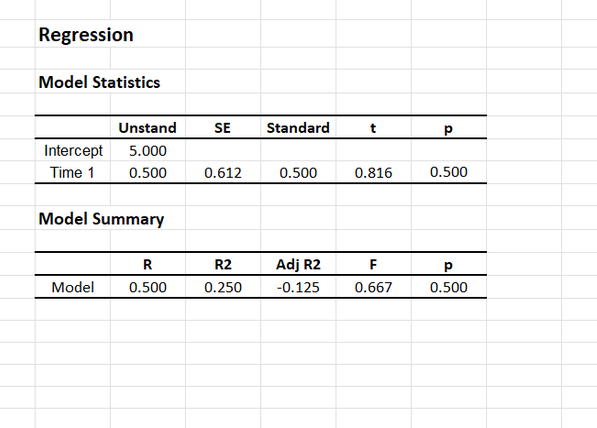 Regression
Model Statistics
Unstand SE Standard t p
Intercept 5.000
Time 1 0.500 0.612 0.500 0.816 0.500
Model Summary
R R2 Adj R2 F p
Model 0.500 0.250 -0.125 0.667 0.500